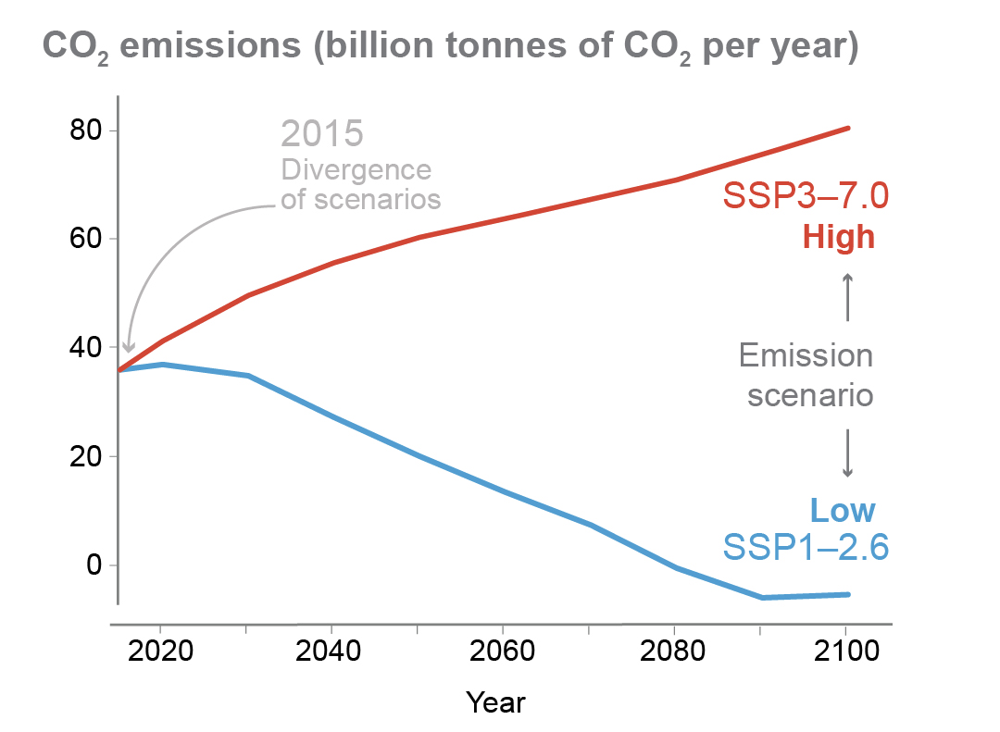 CO₂ emissions (billion tonnes of CO₂ per year)
2015
Divergence
of scenarios
80
60
40
20
0
SSP3–7.0
High
Emission
scenario
Low
SSP1–2.6
2020 2040 2060 2080 2100
Year